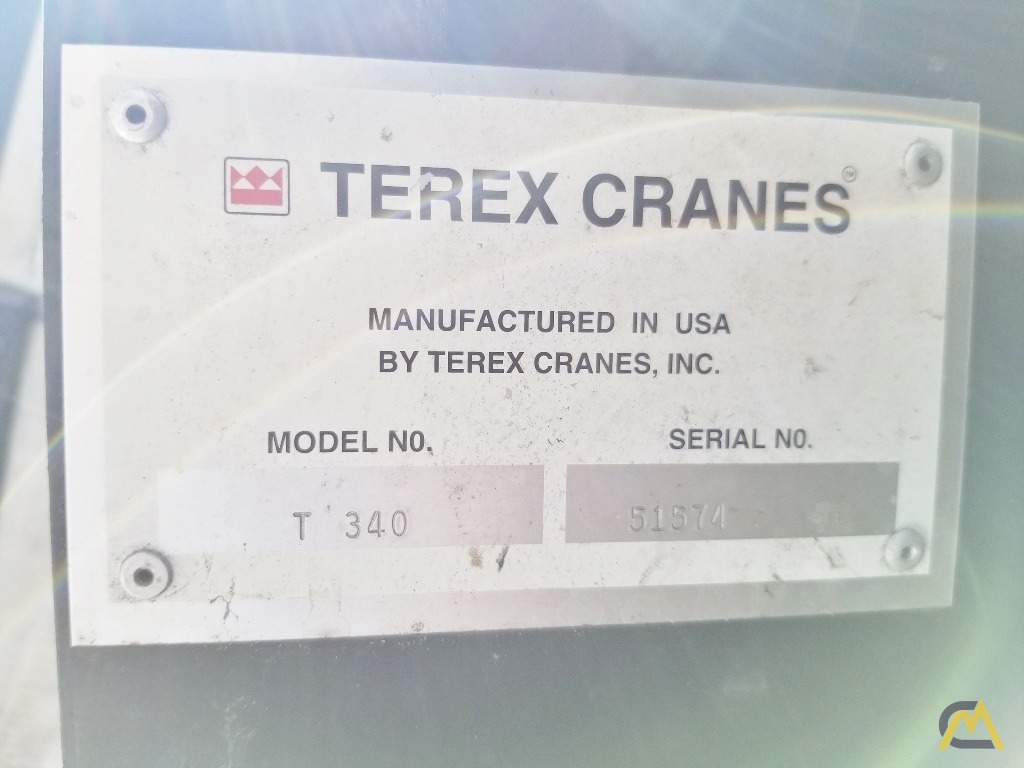 TEREX CRANES
MANUFACTURED IN USA
BY TEREX CRANES, INC.
MODEL NO.
SERIAL NO.
T 340
51574